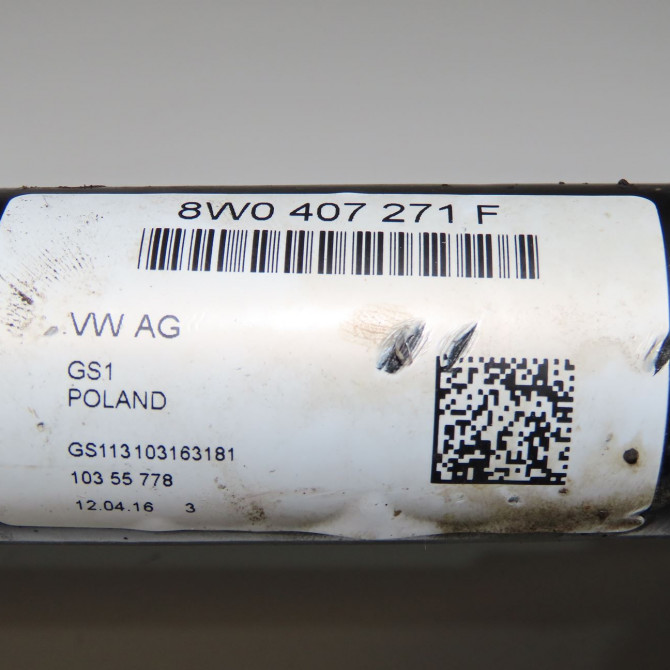 8W0 407 271 F
VW AG
GS1
POLAND
GS113103163181
103 55 778
12.04.16 3